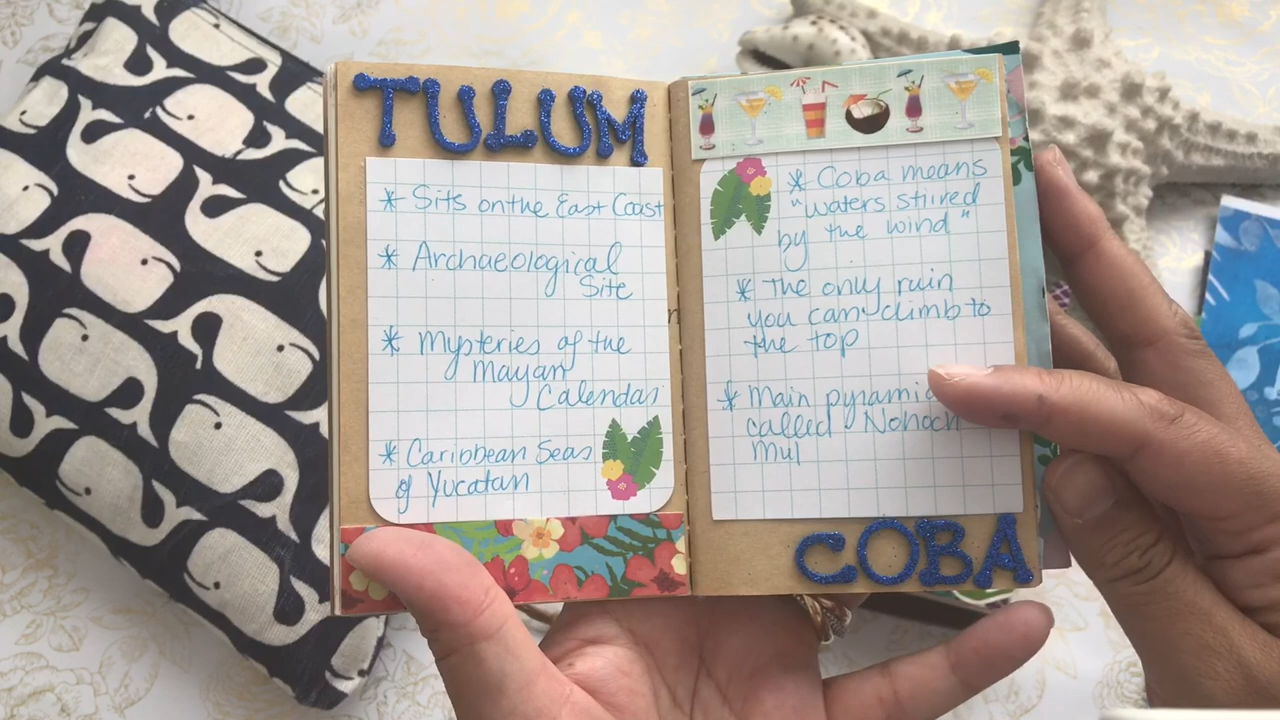 TULUM
* Sits on the East Coast
* Archaeological
Site
* Mysteries of the
Mayan
Calendar
* Caribbean Seas
of Yucatan
* Coba means
"waters stirred
by the wind"
* The only ruin
you can climb to
the top
* Main
called Nohoch
Mul
COBA